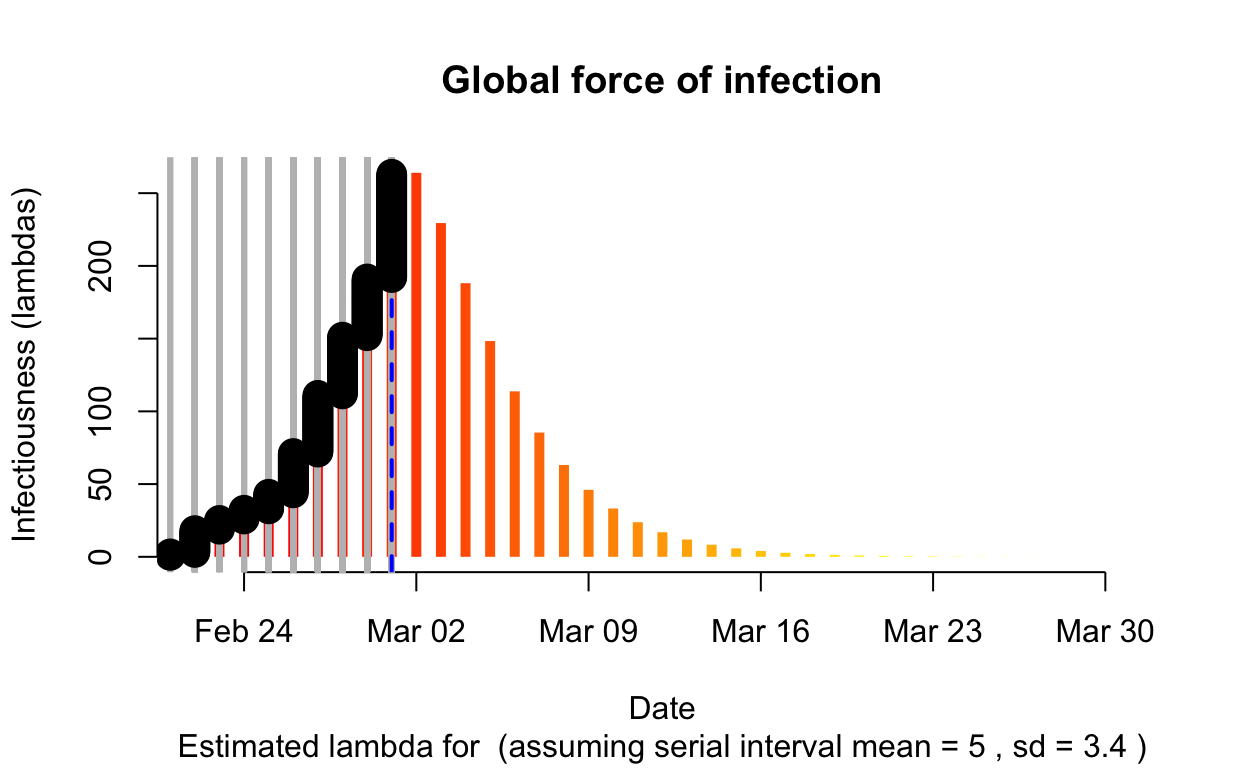 Global force of infection
Infectiousness (lambdas)
200
100
50
0
Feb 24 Mar 02 Mar 09 Mar 16 Mar 23 Mar 30
Date
Estimated lambda for  (assuming serial interval mean = 5 , sd = 3.4 )